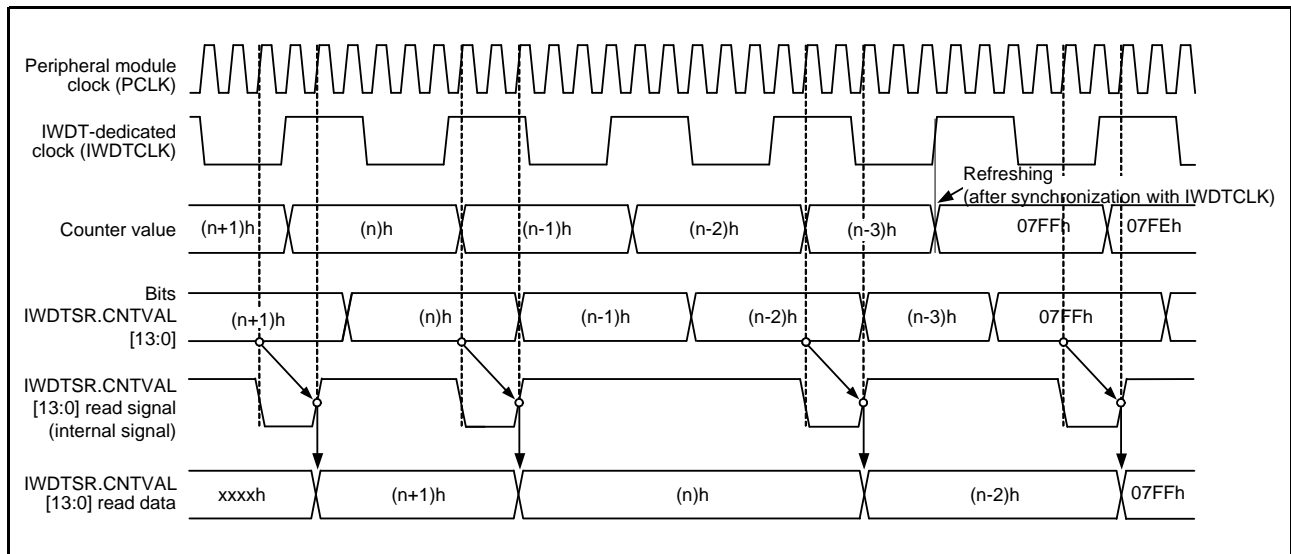 Peripheral module
clock (PCLK)
IWDT-dedicated
clock (IWDTCLK)
Refreshing
(after synchronization with IWDTCLK)
Counter value
(n+1)h
(n)h
(n-1)h
(n-2)h
(n-3)h
07FFh
07FEh
Bits
IWDTSR.CNTVAL
[13:0]
(n+1)h
(n)h
(n-1)h
(n-2)h
(n-3)h
07FFh
IWDTSR.CNTVAL
[13:0] read signal
(internal signal)
IWDTSR.CNTVAL
[13:0] read data
xxxxh
(n+1)h
(n)h
(n-2)h
07FFh